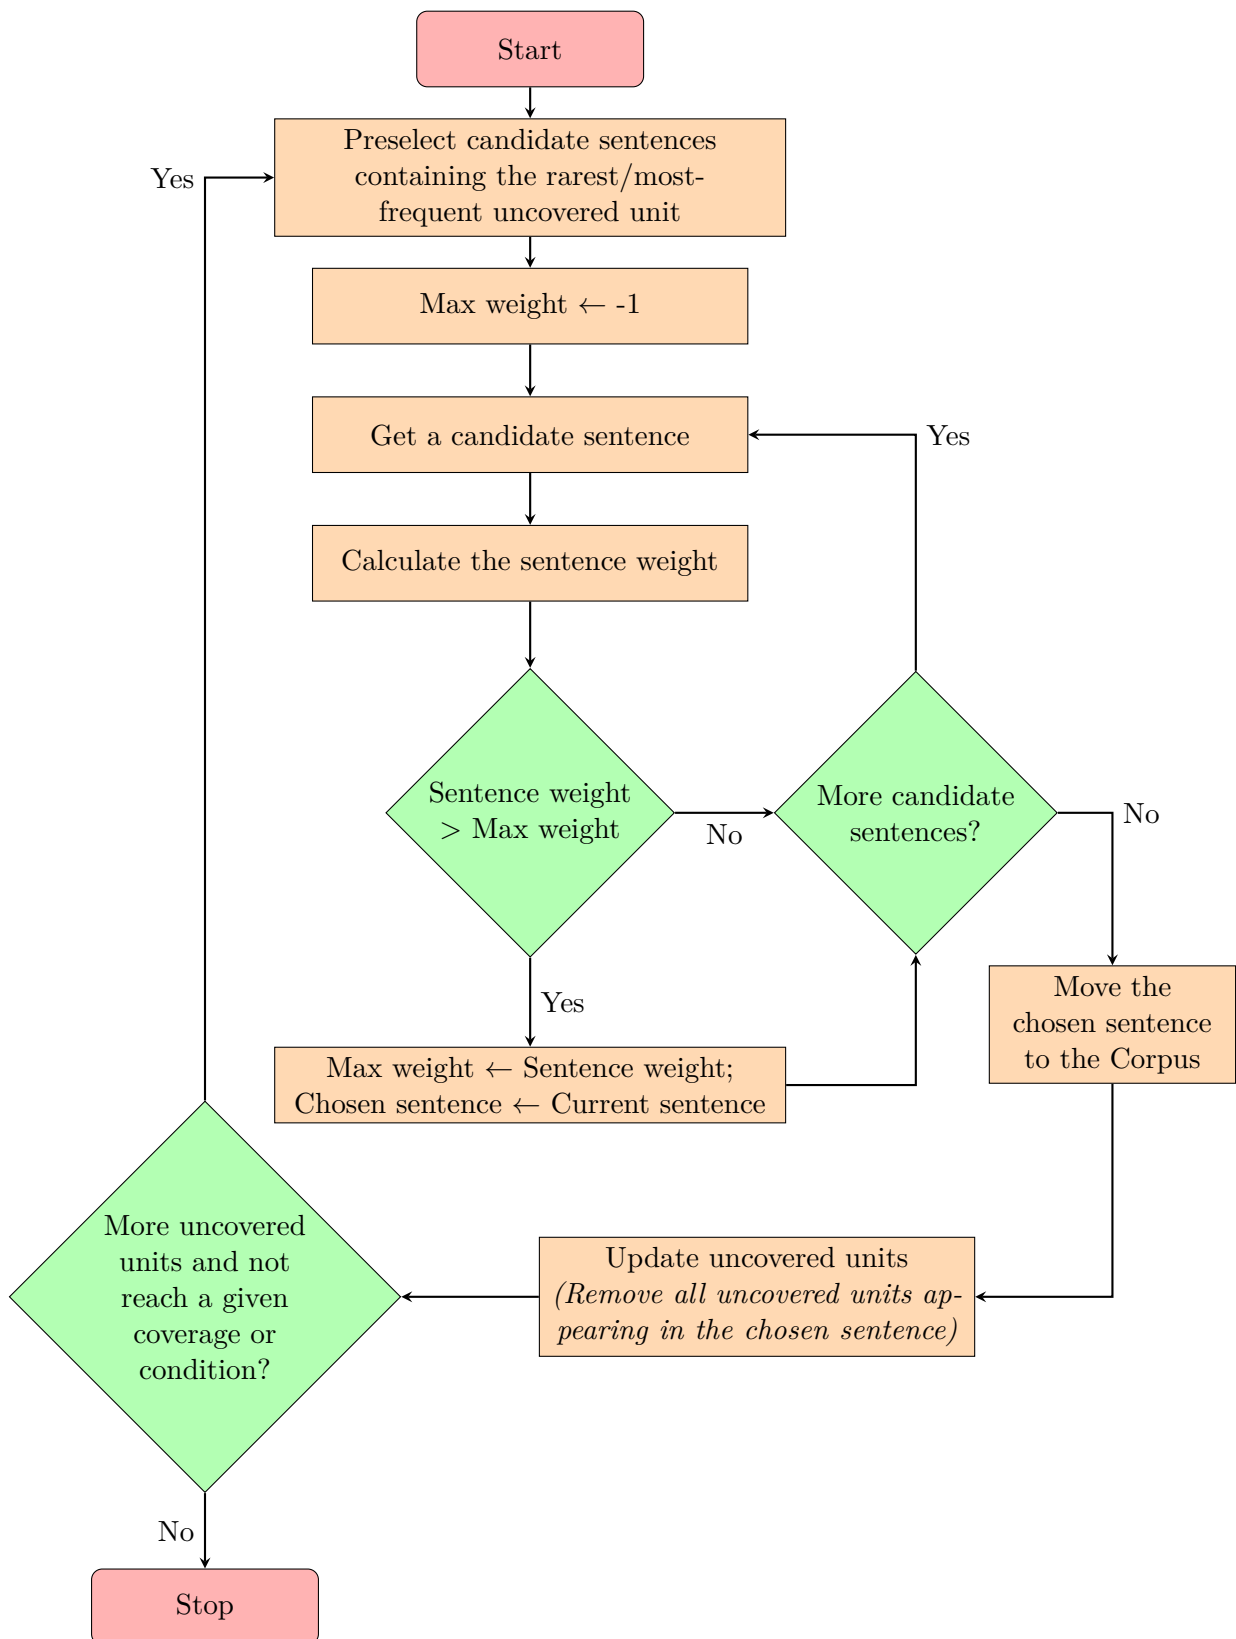 Start
Preselect candidate sentences
containing the rarest/most-
frequent uncovered unit
Yes
Max weight ← -1
Get a candidate sentence
Yes
Calculate the sentence weight
Sentence weight
> Max weight
No
More candidate
sentences?
No
Yes
Move the
chosen sentence
to the Corpus
Max weight ← Sentence weight;
Chosen sentence ← Current sentence
Update uncovered units
(Remove all uncovered units ap-
pearing in the chosen sentence)
More uncovered
units and not
reach a given
coverage or
condition?
No
Stop